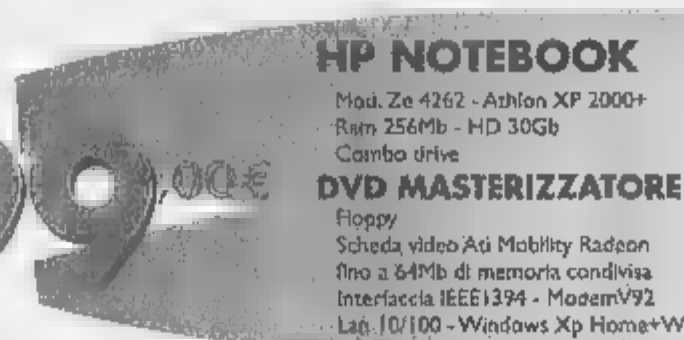 9,00€
HP NOTEBOOK
Mod. Ze 4262 - Athlon XP 2000+
Ram 256Mb - HD 30Gb
Combo drive
DVD MASTERIZZATORE
Floppy
Scheda video Ati Mobility Radeon
fino a 64Mb di memoria condivisa
Interfaccia IEEE1394 - ModemV92
Lan 10/100 - Windows Xp Home+W